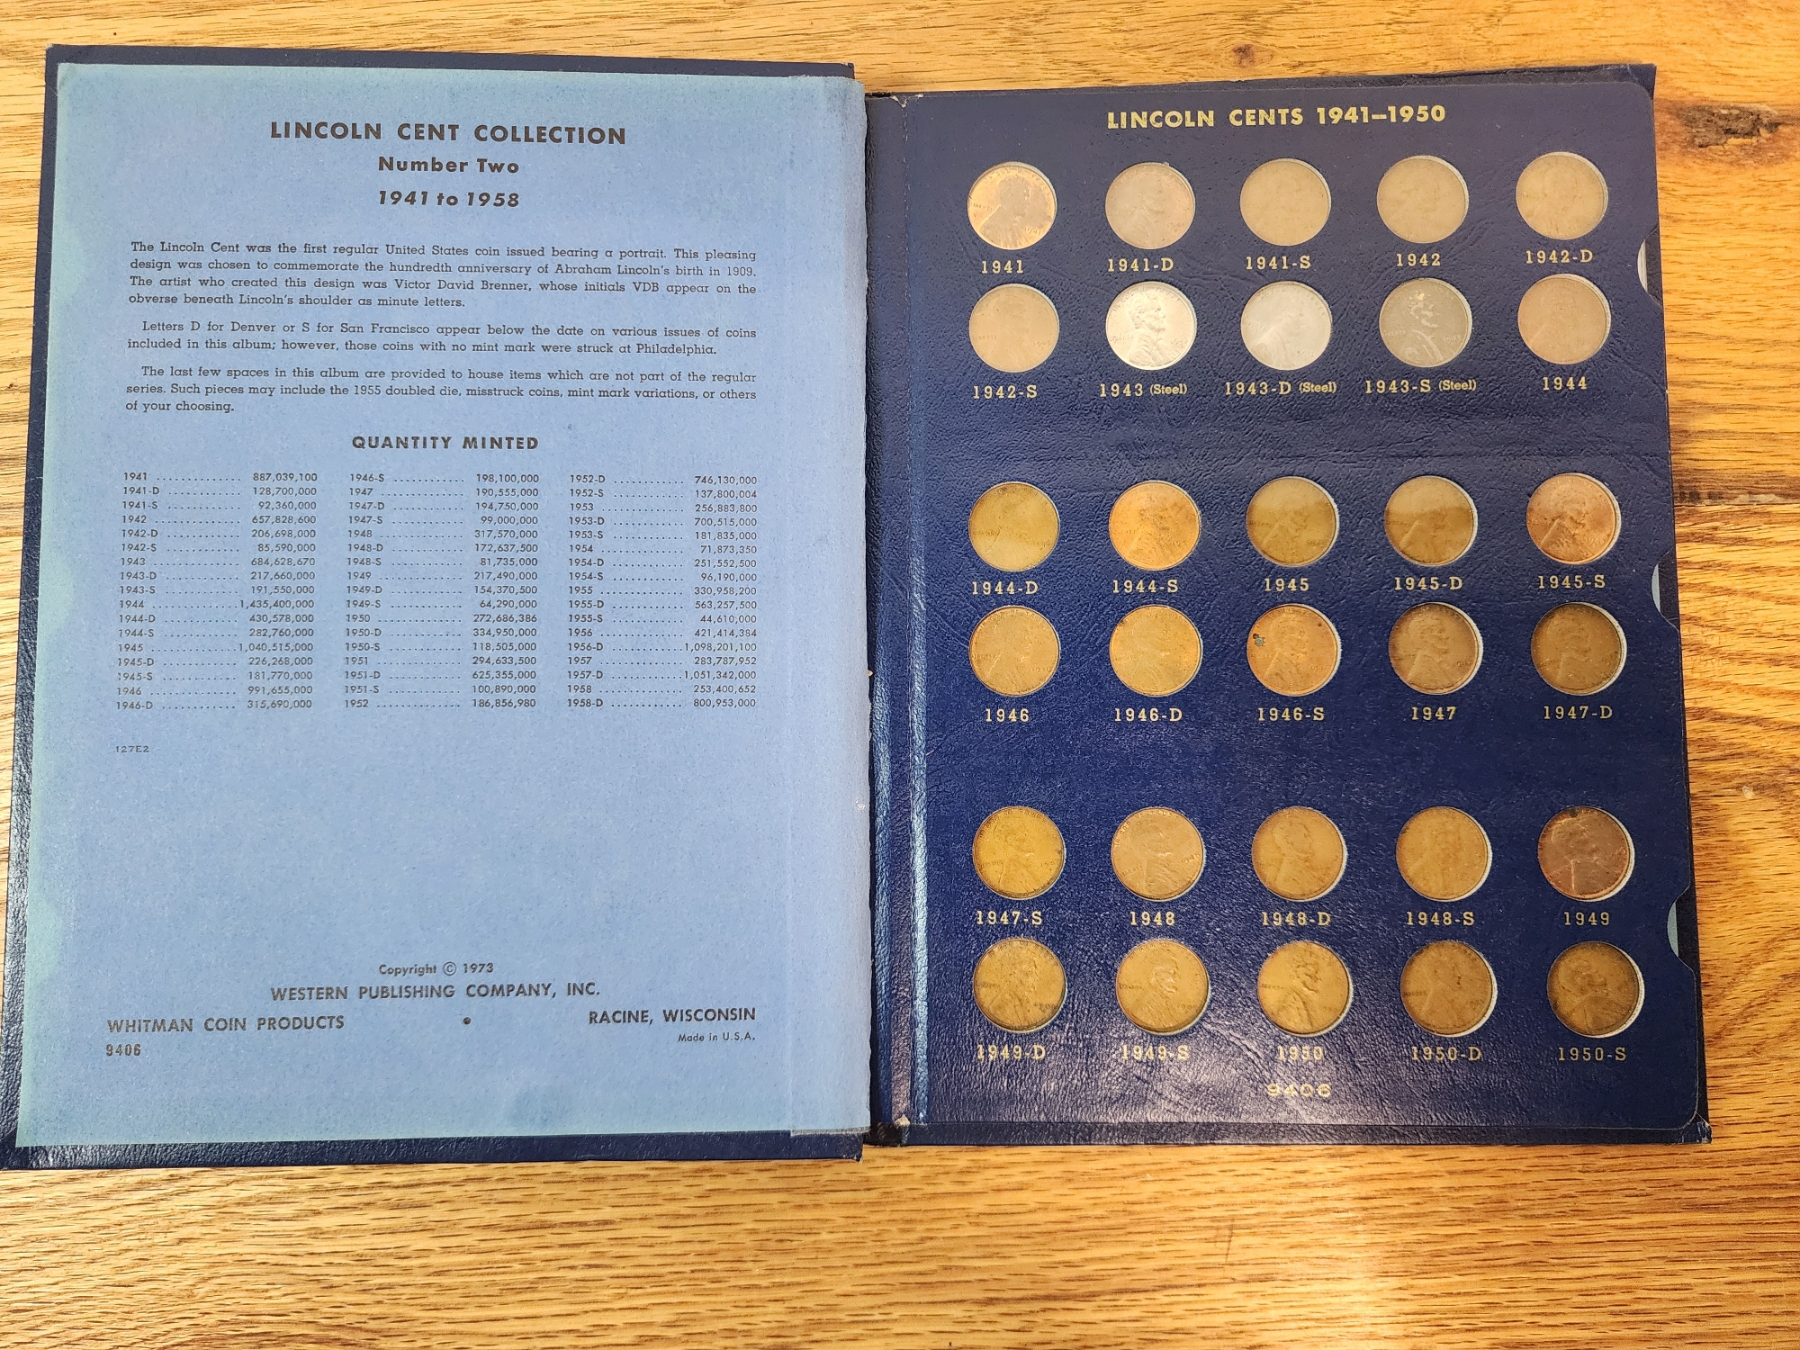 LINCOLN CENT COLLECTION
Number Two
1941 to 1958
The Lincoln Cent was the first regular United States coin issued bearing a portrait. This pleasing
design was chosen to commemorate the hundredth anniversary of Abraham Lincoln's birth in 1909.
The artist who created this design was Victor David Brenner, whose initials VDB appear on the
obverse beneath Lincoln's shoulder as minute letters.
Letters D for Denver or S for San Francisco appear below the date on various issues of coins
included in this album; however, those coins with no mint mark were struck at Philadelphia.
The last few spaces in this album are provided to house items which are not part of the regular
series. Such pieces may include the 1955 doubled die, misstruck coins, mint mark variations, or others
of your choosing.
QUANTITY MINTED
1941 .............. 887,039,100
1941-D .............. 128,700,000
1941-S .............. 92,360,000
1942 .............. 657,828,600
1942-D .............. 206,698,000
1942-S .............. 85,590,000
1943 .............. 684,628,670
1943-D .............. 217,660,000
1943-S .............. 191,550,000
1944 .............. 1,435,400,000
1944-D .............. 430,578,000
1944-S .............. 282,760,000
1945 .............. 1,040,515,000
1945-D .............. 226,268,000
1945-S .............. 181,770,000
1946 .............. 991,655,000
1946-D .............. 315,690,000
1946-S .............. 198,100,000
1947 .............. 190,555,000
1947-D .............. 194,750,000
1947-S .............. 99,000,000
1948 .............. 317,570,000
1948-D .............. 172,637,500
1948-S .............. 81,735,000
1949 .............. 217,490,000
1949-D .............. 154,370,500
1949-S .............. 64,290,000
1950 .............. 272,686,386
1950-D .............. 334,950,000
1950-S .............. 118,505,000
1951 .............. 294,633,500
1951-D .............. 625,355,000
1951-S .............. 100,890,000
1952 .............. 186,856,980
1952-D .............. 746,130,000
1952-S .............. 137,800,004
1953 .............. 256,883,800
1953-D .............. 700,515,000
1953-S .............. 181,835,000
1954 .............. 71,873,350
1954-D .............. 251,552,500
1954-S .............. 96,190,000
1955 .............. 330,958,200
1955-D .............. 563,257,500
1955-S .............. 44,610,000
1956 .............. 421,414,384
1956-D .............. 1,098,201,100
1957 .............. 283,787,952
1957-D .............. 1,051,342,000
1958 .............. 253,400,652
1958-D .............. 800,953,000
127E2
Copyright © 1973
WESTERN PUBLISHING COMPANY, INC.
WHITMAN COIN PRODUCTS • RACINE, WISCONSIN
9406 Made in U.S.A.
LINCOLN CENTS 1941–1950
1941 1941-D 1941-S 1942 1942-D
1942-S 1943 (Steel) 1943-D (Steel) 1943-S (Steel) 1944
1944-D 1944-S 1945 1945-D 1945-S
1946 1946-D 1946-S 1947 1947-D
1947-S 1948 1948-D 1948-S 1949
1949-D 1949-S 1950 1950-D 1950-S
9406